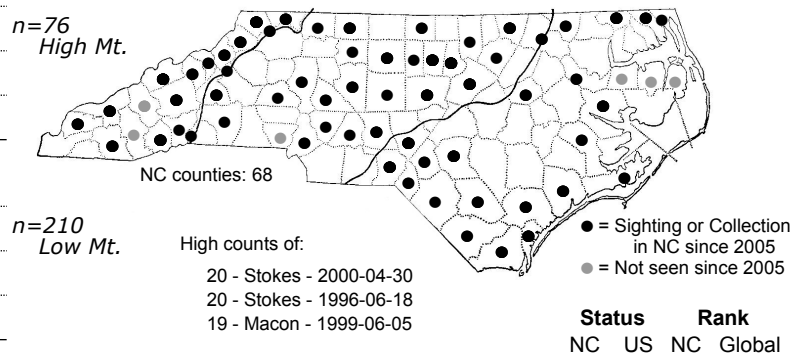 n=76
High Mt.
NC counties: 68
n=210
Low Mt.
High counts of:
20 - Stokes - 2000-04-30
20 - Stokes - 1996-06-18
19 - Macon - 1999-06-05
= Sighting or Collection
in NC since 2005
= Not seen since 2005
Status Rank
NC US NC Global